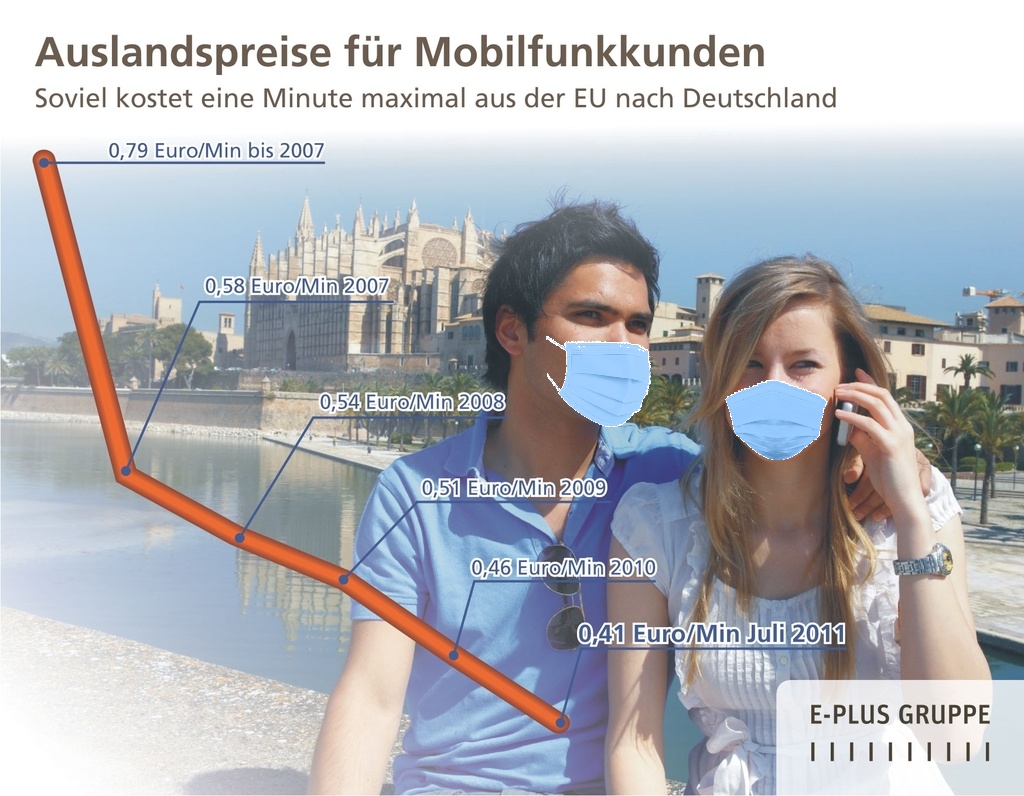 Auslandspreise für Mobilfunkkunden
Soviel kostet eine Minute maximal aus der EU nach Deutschland
0,79 Euro/Min bis 2007
0,58 Euro/Min 2007
0,54 Euro/Min 2008
0,51 Euro/Min 2009
0,46 Euro/Min 2010
0,41 Euro/Min Juli 2011
E-PLUS GRUPPE